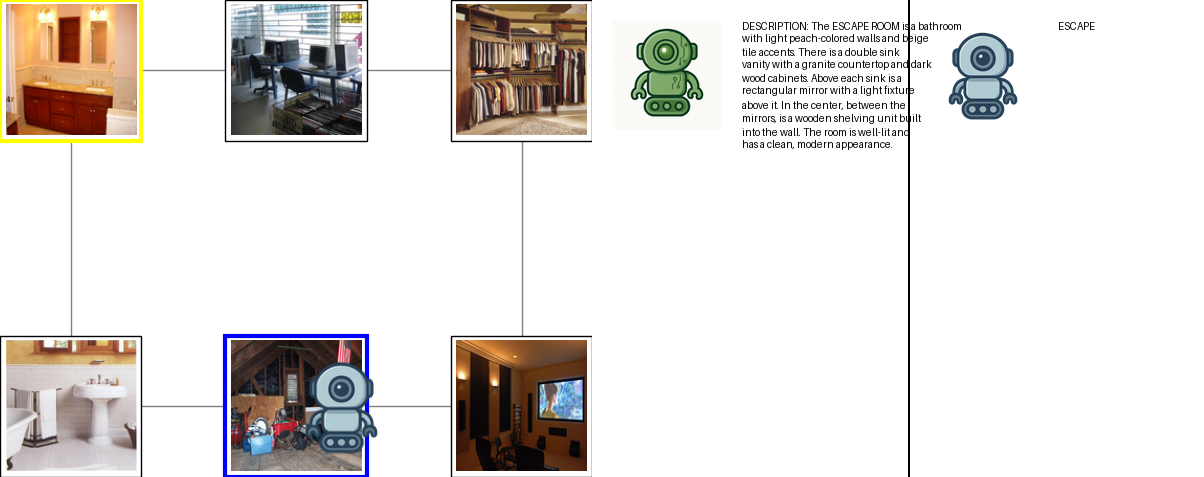 DESCRIPTION: The ESCAPE ROOM is a bathroom
with light peach-colored walls and beige
tile accents. There is a double sink
vanity with a granite countertop and dark
wood cabinets. Above each sink is a
rectangular mirror with a light fixture
above it. In the center, between the
mirrors, is a wooden shelving unit built
into the wall. The room is well-lit and
has a clean, modern appearance.
ESCAPE